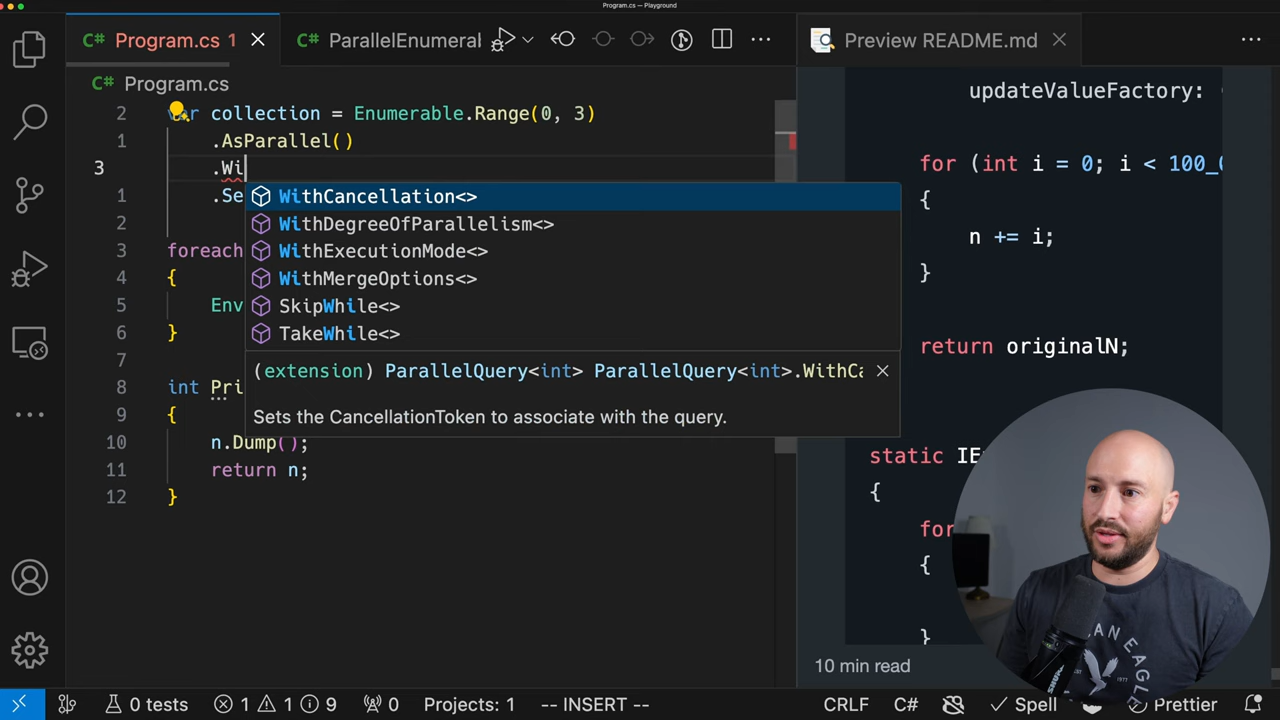 Program.cs — Playground
C# Program.cs 1
C# ParallelEnumeral
Preview README.md
C# Program.cs
2 var collection = Enumerable.Range(0, 3)
1 .AsParallel()
3 .Wi
1 .Se
2
3 foreach
4 {
5 Env
6 }
7
8 int Pri
9 {
10 n.Dump();
11 return n;
12 }
WithCancellation<>
WithDegreeOfParallelism<>
WithExecutionMode<>
WithMergeOptions<>
SkipWhile<>
TakeWhile<>
(extension) ParallelQuery<int> ParallelQuery<int>.WithCa
Sets the CancellationToken to associate with the query.
updateValueFactory:
for (int i = 0; i < 100_0
{
n += i;
}
return originalN;
static IE
{
for
{
}
10 min read
AN EAGLE
0 tests 1 1 9 0 Projects: 1 -- INSERT -- CRLF C# Spell Prettier